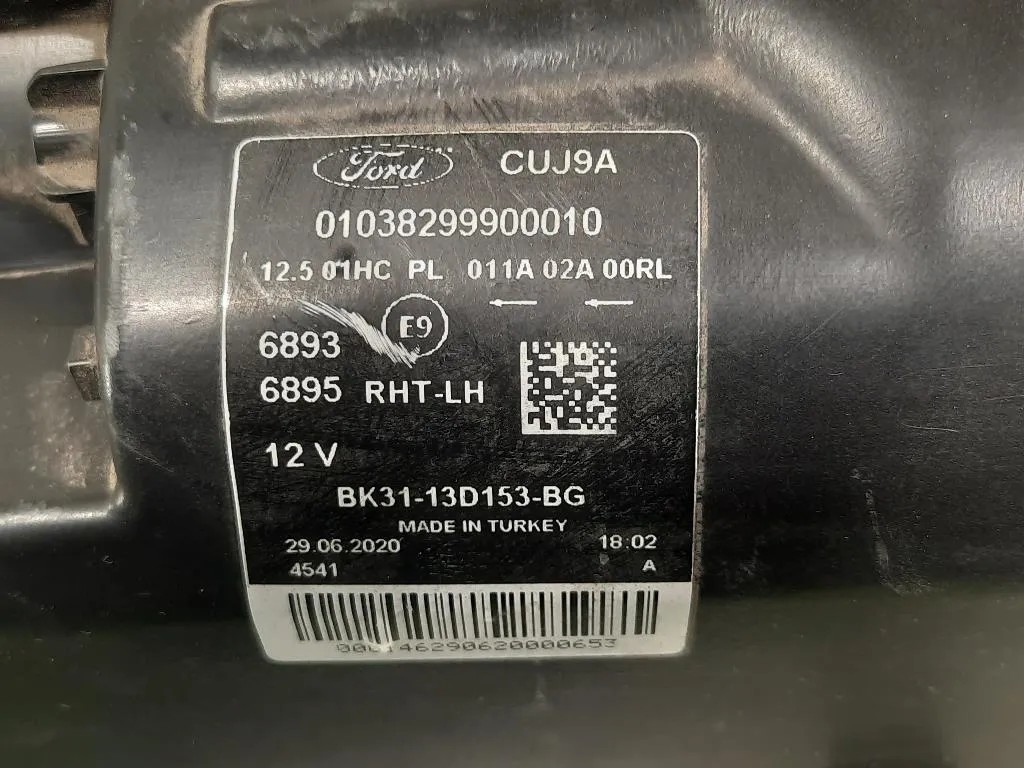 Ford CUJ9A
01038299900010
12.5 01HC PL 011A 02A 00RL
E9
6893
6895 RHT-LH
12 V
BK31-13D153-BG
MADE IN TURKEY
29.06.2020 18:02
4541 A